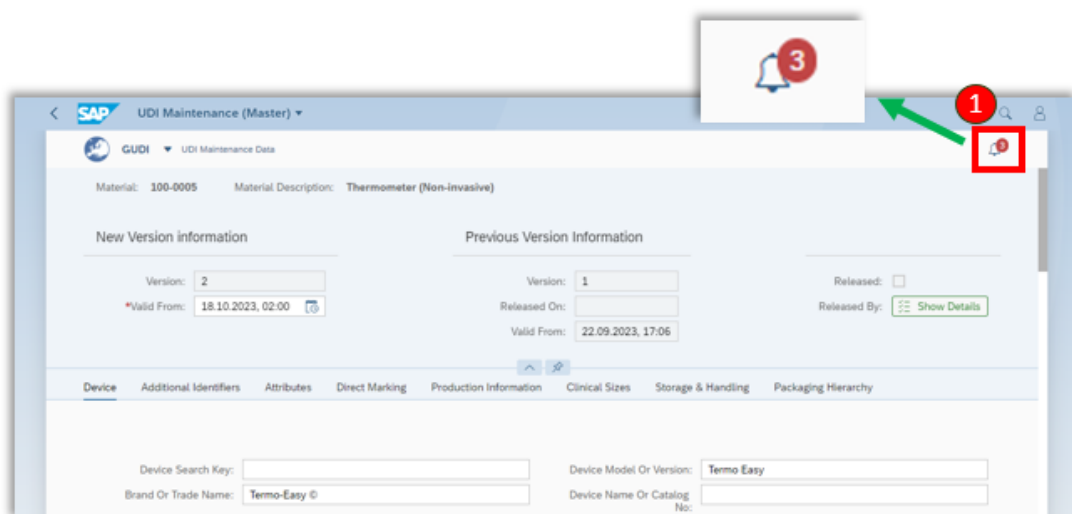 3
1
SAP UDI Maintenance (Master)
3
GUDI UDI Maintenance Data
Material: 100-0005 Material Description: Thermometer (Non-invasive)
New Version information Previous Version Information
Version: 2 Version: 1 Released:
*Valid From: 18.10.2023, 02:00 Released On: Released By: Show Details
Valid From: 22.09.2023, 17:06
Device Additional Identifiers Attributes Direct Marking Production Information Clinical Sizes Storage & Handling Packaging Hierarchy
Device Search Key: Device Model Or Version: Termo Easy
Brand Or Trade Name: Termo-Easy © Device Name Or Catalog
No: